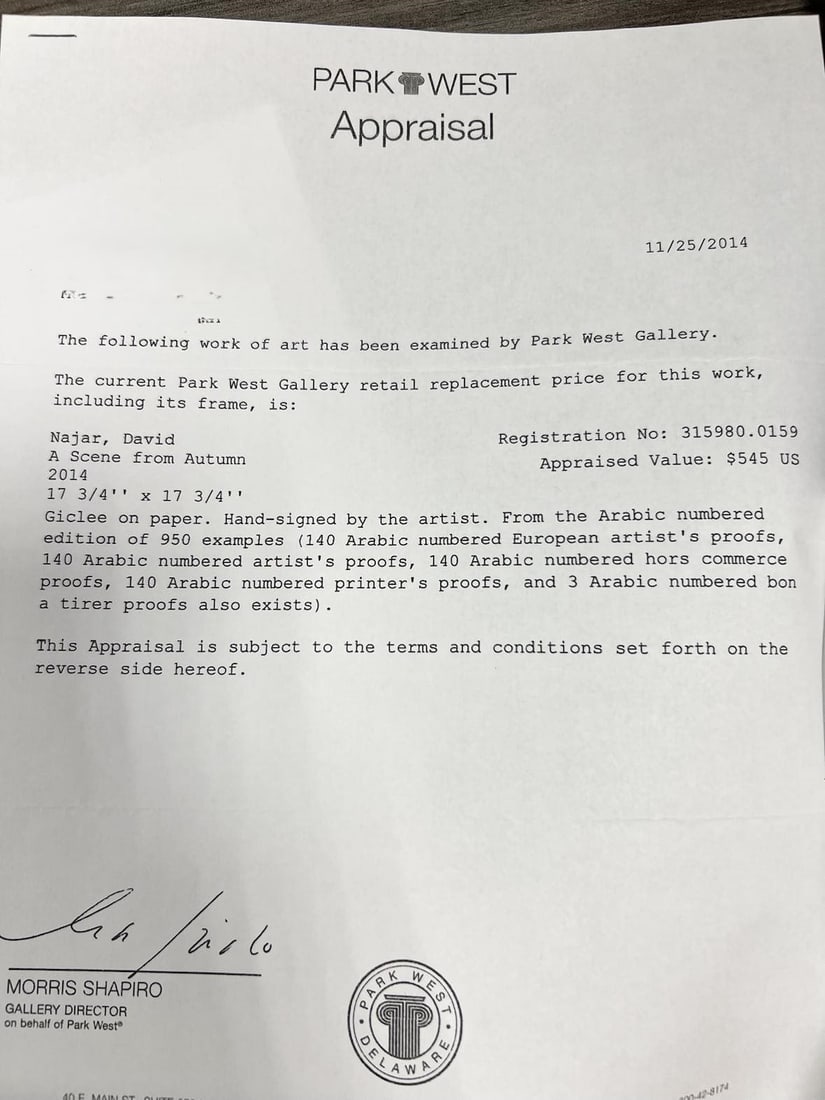 PARK WEST
Appraisal
11/25/2014
The following work of art has been examined by Park West Gallery.
The current Park West Gallery retail replacement price for this work,
including its frame, is:
Najar, David
A Scene from Autumn
2014
17 3/4'' x 17 3/4''
Registration No: 315980.0159
Appraised Value: $545 US
Giclee on paper. Hand-signed by the artist. From the Arabic numbered
edition of 950 examples (140 Arabic numbered European artist's proofs,
140 Arabic numbered artist's proofs, 140 Arabic numbered hors commerce
proofs, 140 Arabic numbered printer's proofs, and 3 Arabic numbered bon
a tirer proofs also exists).
This Appraisal is subject to the terms and conditions set forth on the
reverse side hereof.
MORRIS SHAPIRO
GALLERY DIRECTOR
on behalf of Park West®
PARK WEST
DELAWARE
40 E. MAIN ST.